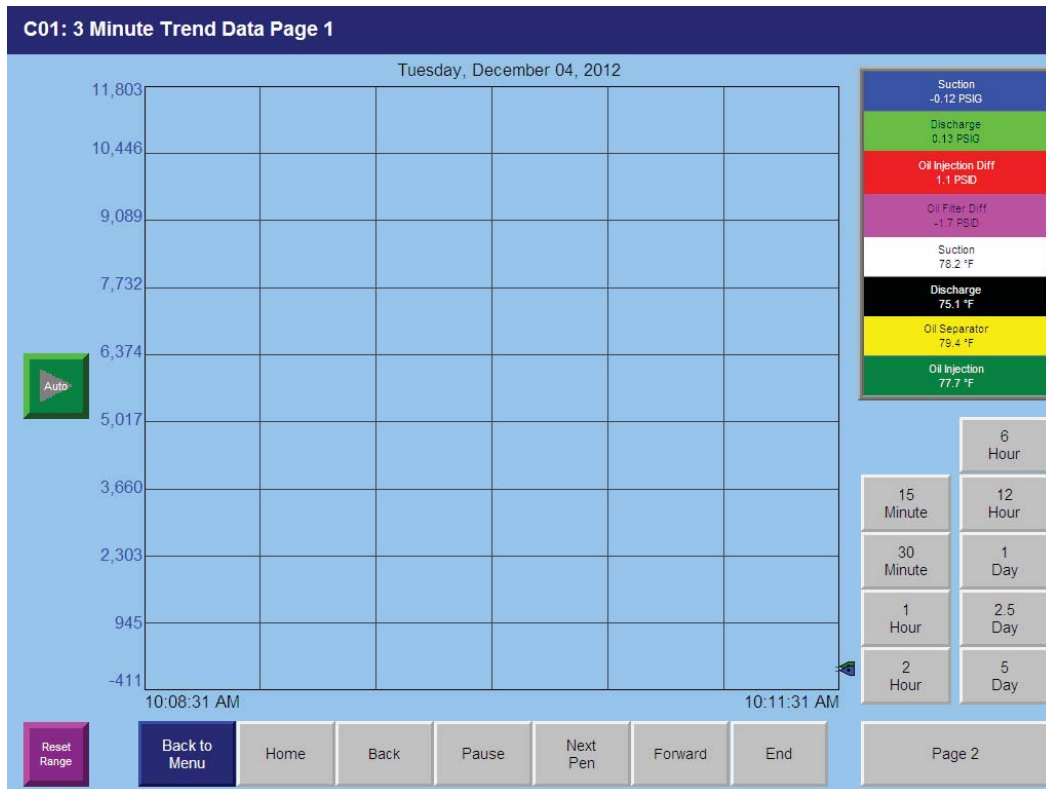 C01: 3 Minute Trend Data Page 1
Tuesday, December 04, 2012
11,803
10,446
9,089
7,732
6,374
5,017
3,660
2,303
945
-411
10:08:31 AM
10:11:31 AM
Auto
Suction
-0.12 PSIG
Discharge
0.13 PSIG
Oil Injection Diff
1.1 PSID
Oil Filter Diff
-1.7 PSID
Suction
78.2 °F
Discharge
75.1 °F
Oil Separator
79.4 °F
Oil Injection
77.7 °F
6
Hour
15
Minute
12
Hour
30
Minute
1
Day
1
Hour
2.5
Day
2
Hour
5
Day
Reset
Range
Back to
Menu
Home
Back
Pause
Next
Pen
Forward
End
Page 2